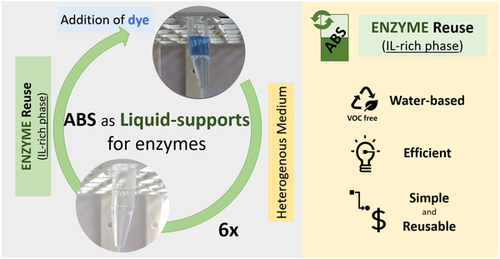 Addition of dye
ABS as Liquid-supports
for enzymes
ENZYME Reuse
(IL-rich phase)
Heterogenous Medium
6x
ABS
ENZYME Reuse
(IL-rich phase)
VOC free
Water-based
Efficient
$
Simple
and
Reusable